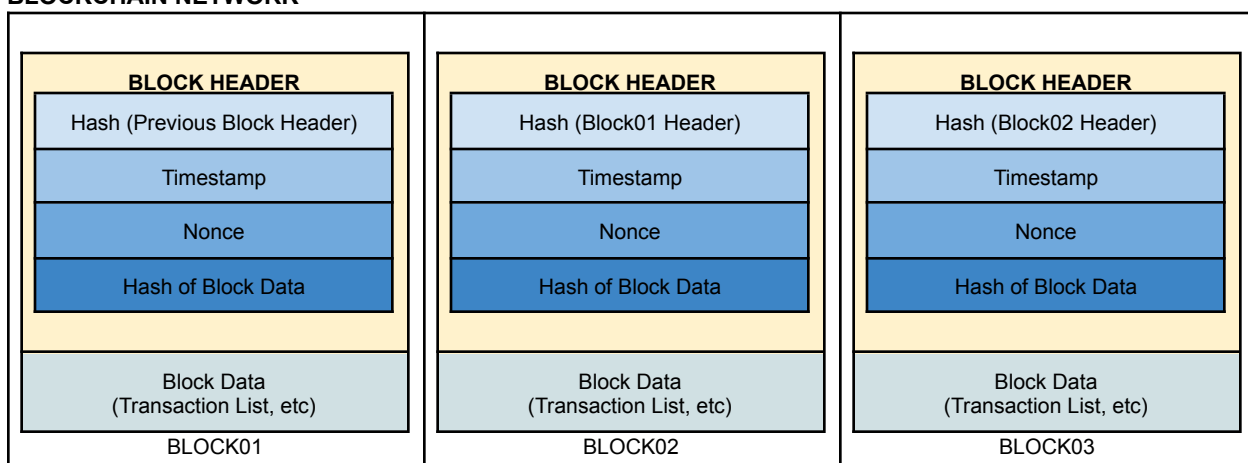 BLOCKCHAIN NETWORK
BLOCK HEADER
Hash (Previous Block Header)
Timestamp
Nonce
Hash of Block Data
Block Data
(Transaction List, etc)
BLOCK01
BLOCK HEADER
Hash (Block01 Header)
Timestamp
Nonce
Hash of Block Data
Block Data
(Transaction List, etc)
BLOCK02
BLOCK HEADER
Hash (Block02 Header)
Timestamp
Nonce
Hash of Block Data
Block Data
(Transaction List, etc)
BLOCK03